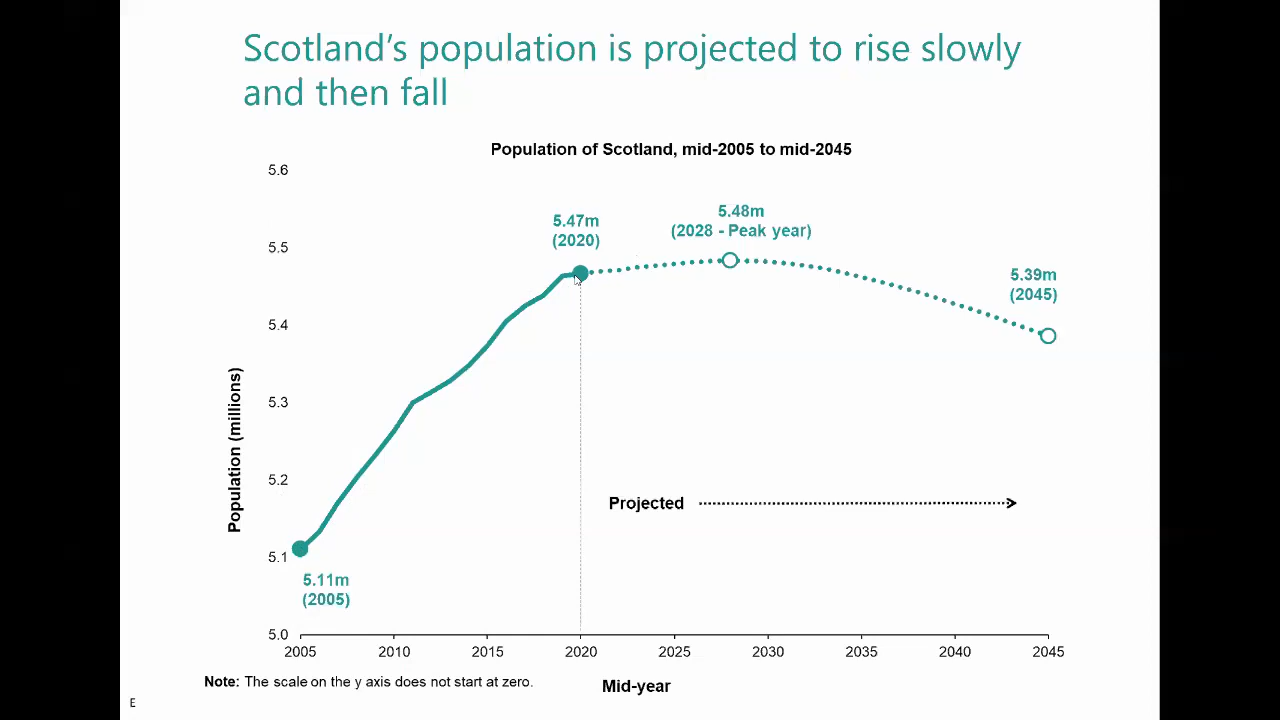 Scotland's population is projected to rise slowly
and then fall
Population of Scotland, mid-2005 to mid-2045
5.6
5.5
5.4
5.3
5.2
5.1
5.0
Population (millions)
5.47m
(2020)
5.48m
(2028 - Peak year)
5.39m
(2045)
Projected
5.11m
(2005)
2005 2010 2015 2020 2025 2030 2035 2040 2045
Note: The scale on the y axis does not start at zero.
Mid-year
E